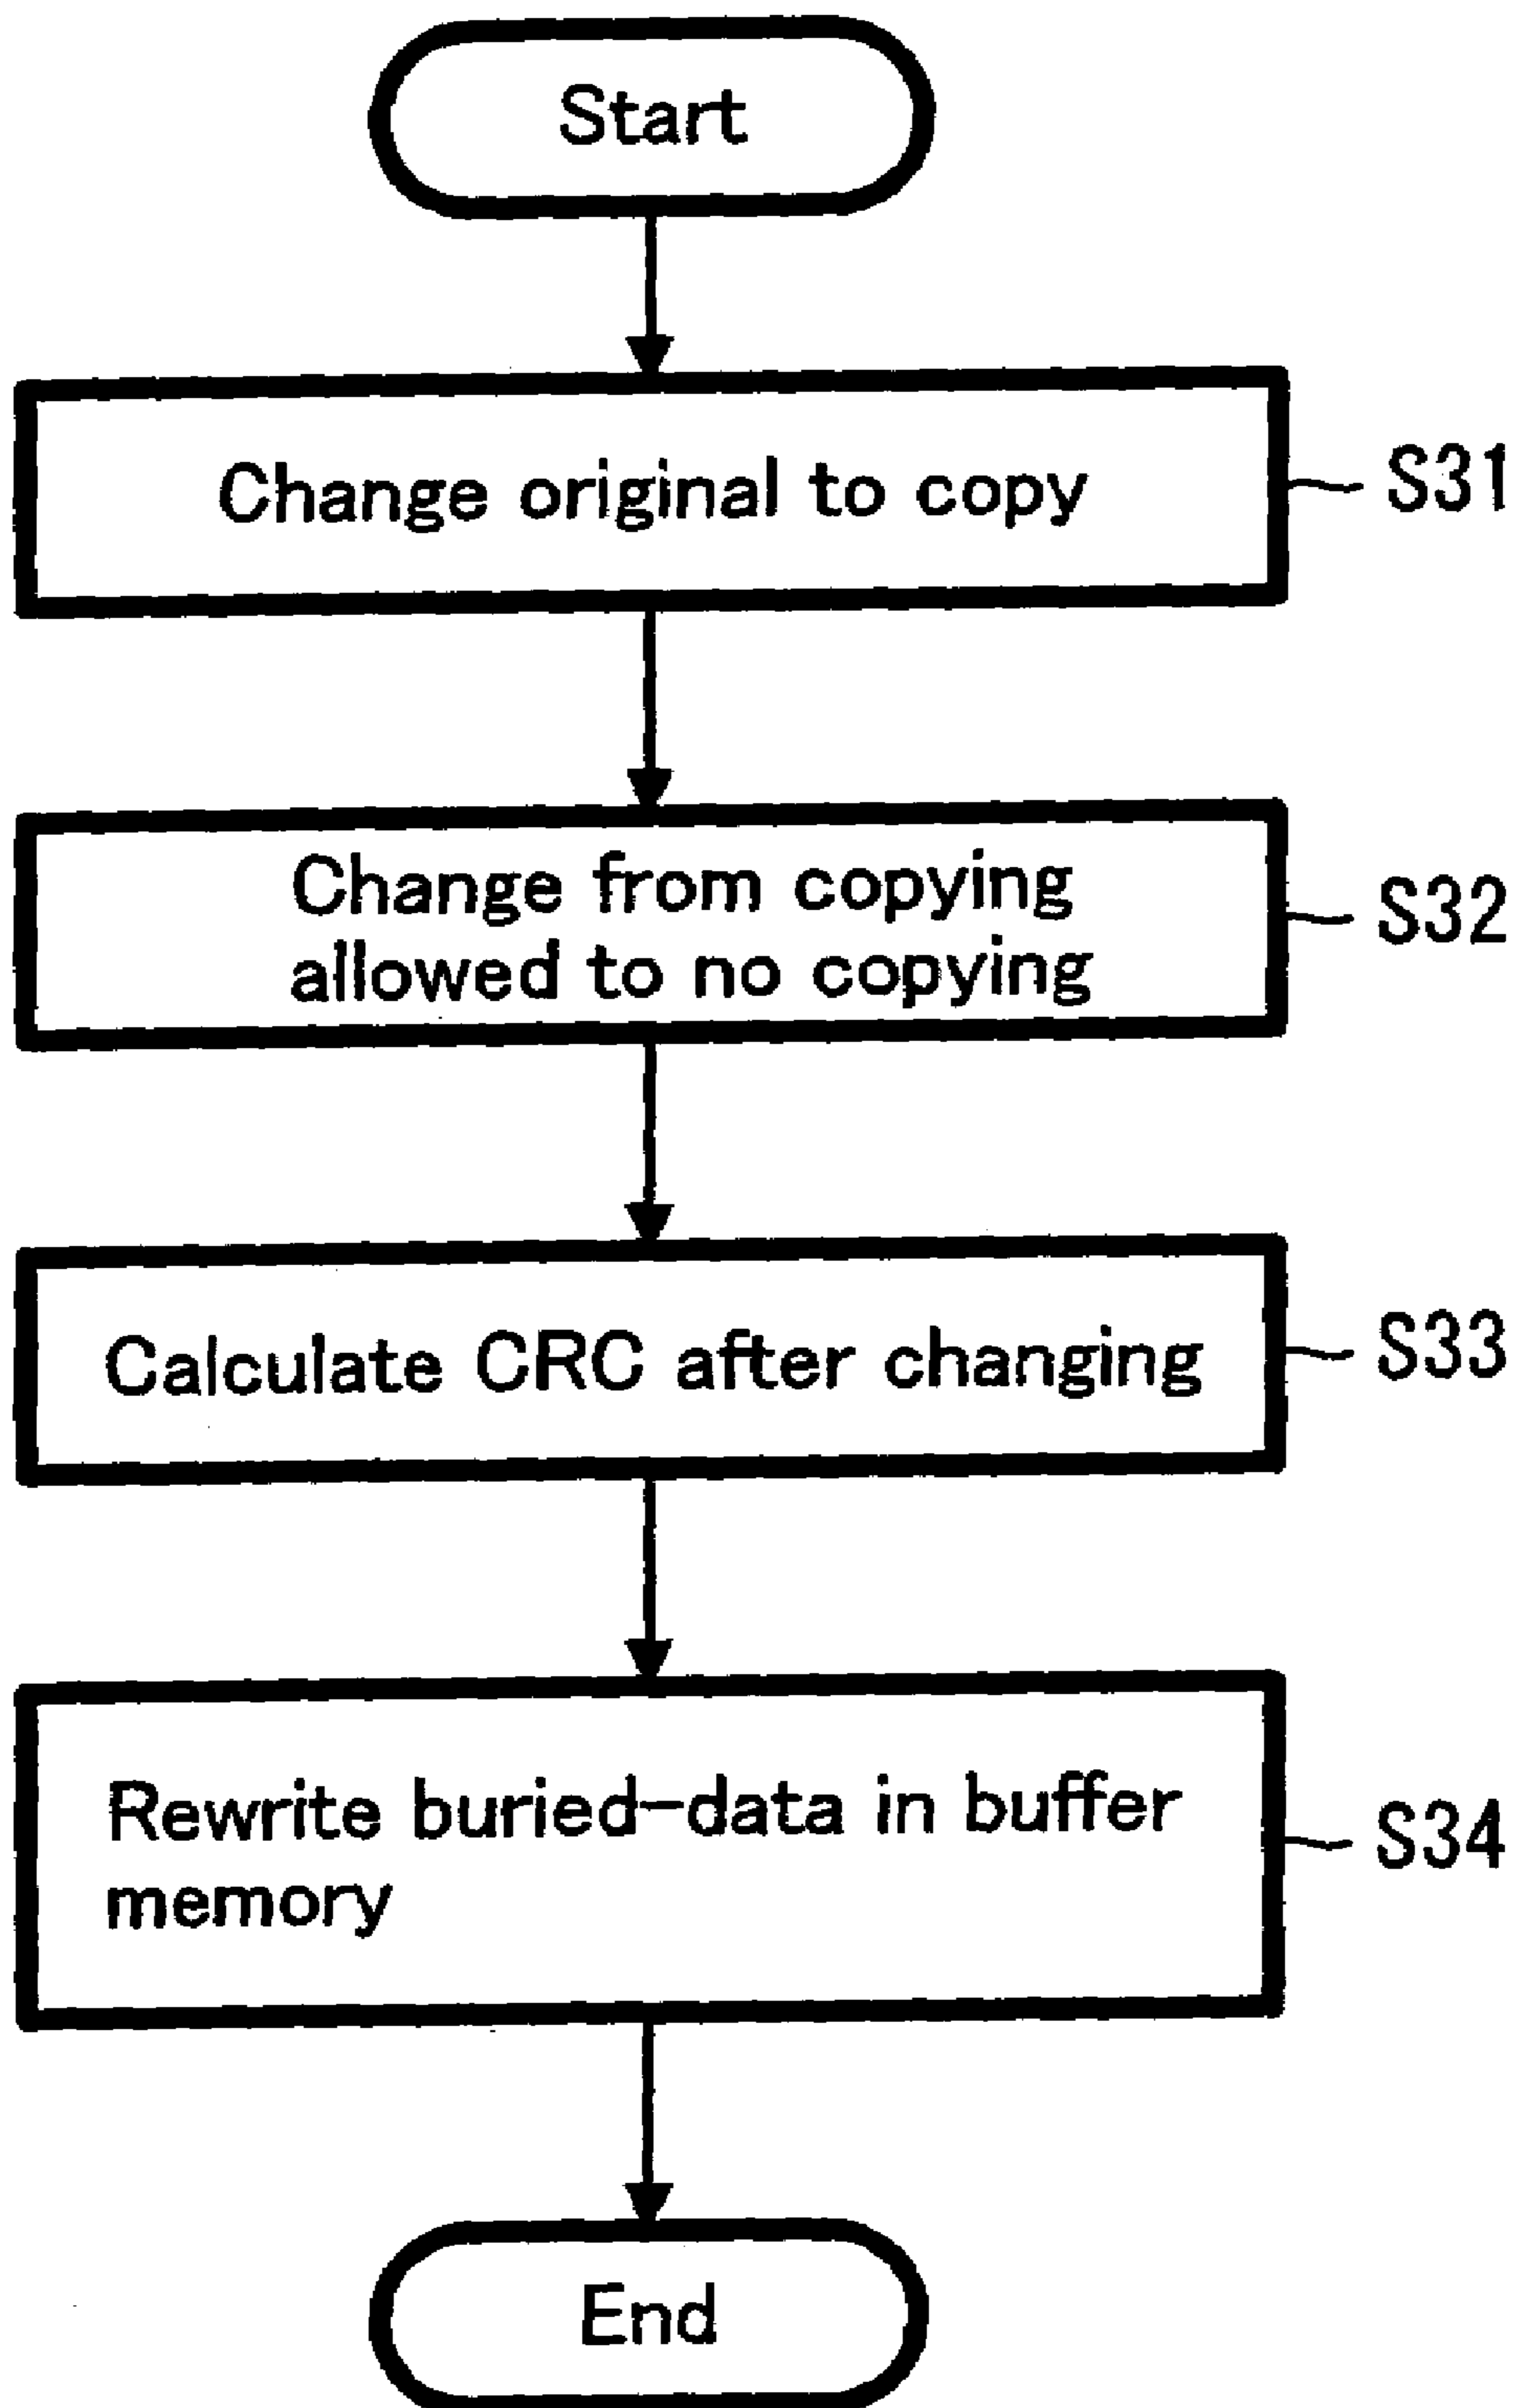 Start
Change original to copy
S31
Change from copying
allowed to no copying
S32
Calculate CRC after changing
S33
Rewrite buried-data in buffer
memory
S34
End